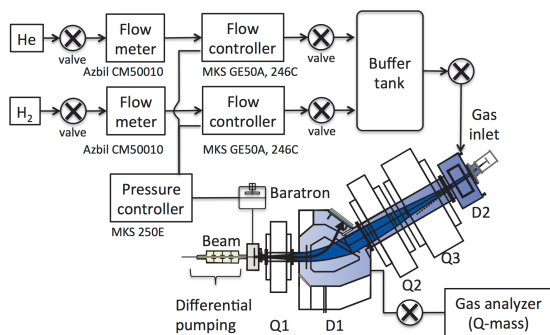 He
valve
Flow
meter
Azbil CM50010
Flow
controller
MKS GE50A, 246C
valve
Buffer
tank
H2
valve
Flow
meter
Azbil CM50010
Flow
controller
MKS GE50A, 246C
valve
Gas
inlet
Pressure
controller
MKS 250E
Baratron
Beam
Differential
pumping
Q1
D1
Q2
Q3
D2
Gas analyzer
(Q-mass)